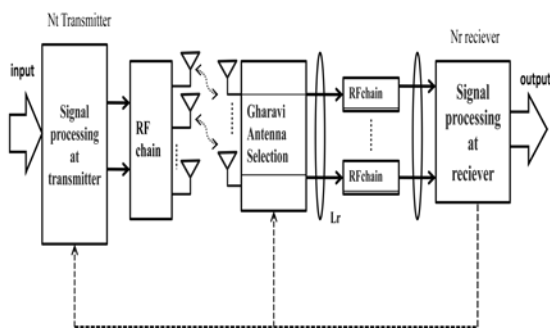 Nt Transmitter
input
Signal
processing
at
transmitter
RF
chain
Gharavi
Antenna
Selection
Lr
RFchain
RFchain
Nr reciever
Signal
processing
at
reciever
output